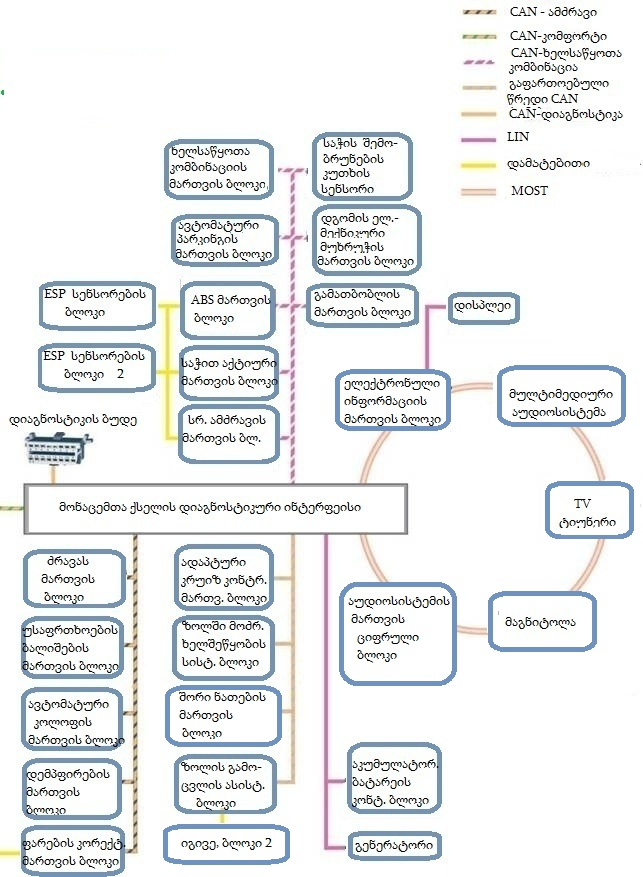 CAN - ამძრავი
CAN-კომფორტი
CAN-ხელსაწყოთა
კომბინაცია
გაფართოებული
წრედი CAN
CAN-დიაგნოსტიკა
LIN
დამატებითი
MOST
ხელსაწყოთა
კომბინაციის
მართვის ბლოკი
საჭის შემო-
ბრუნების
კუთხის
სენსორი
ავტომატური
პარკინგის
მართვის ბლოკი
დგომის ელ.-
მექნიკური
მუხრუჭის
მართვის ბლოკი
ESP სენსორების
ბლოკი
ABS მართვის
ბლოკი
გამათბობლის
მართვის ბლოკი
დისპლეი
ESP სენსორების
ბლოკი 2
საჭით აქტიური
მართვის ბლოკი
ელექტრონული
ინფორმაციის
მართვის ბლოკი
მულტიმედიური
აუდიოსისტემა
სრ. ამძრავის
მართვის ბლ.
დიაგნოსტიკის ბუდე
მონაცემთა ქსელის დიაგნოსტიკური ინტერფეისი
TV
ტიუნერი
ძრავას
მართვის
ბლოკი
ადაპტური
კრუიზ კონტრ.
მართვ. ბლოკი
აუდიოსისტემის
მართვის
ციფრული
ბლოკი
მაგნიტოლა
უსაფრთხოების
ბალიშების
მართვის ბლოკი
ზოლში მოძრ.
ხელშეწყობის
სისტ. ბლოკი
ავტომატური
კოლოფის
მართვის ბლოკი
შორი ნათების
მართვის
ბლოკი
დემპფირების
მართვის
ბლოკი
ზოლის გამო-
ცვლის ასისტ.
ბლოკი
აკუმულატორ.
ბატარეის
კონტ. ბლოკი
ფარების კორექტ.
მართვის ბლოკი
იგივე, ბლოკი 2
გენერატორი